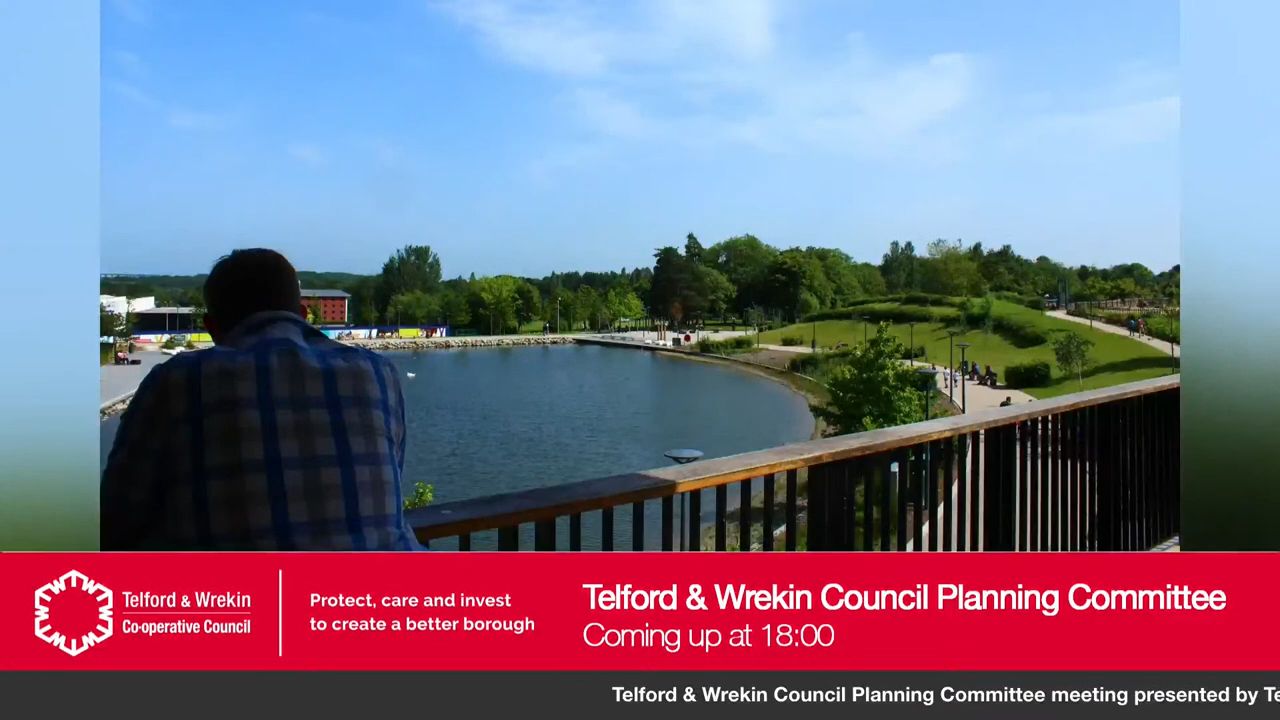 Telford & Wrekin
Co-operative Council
Protect, care and invest
to create a better borough
Telford & Wrekin Council Planning Committee
Coming up at 18:00
Telford & Wrekin Council Planning Committee meeting presented by